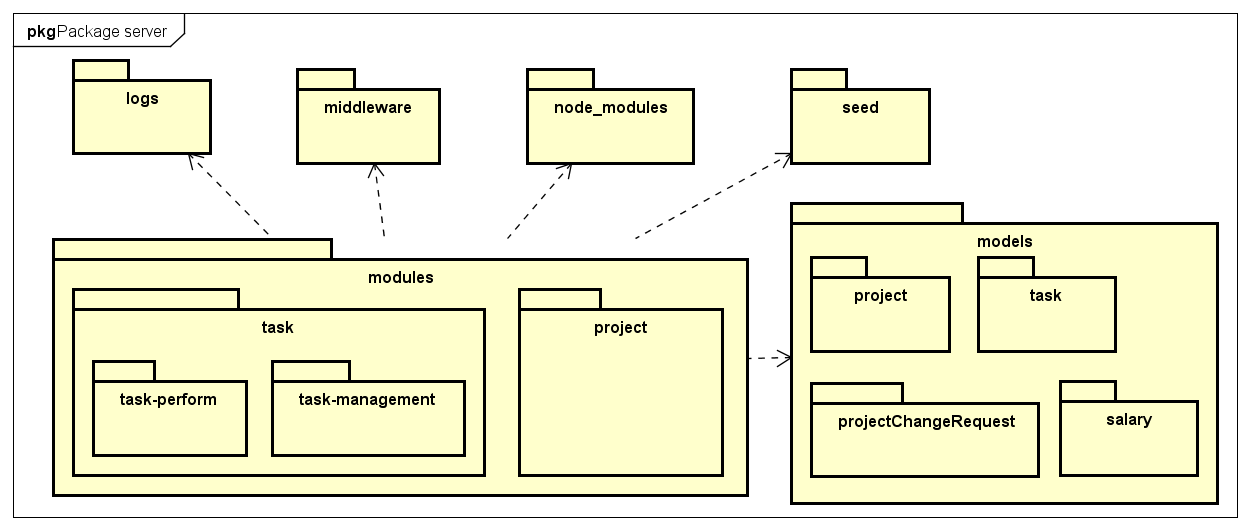 pkgPackage server
logs
middleware
node_modules
seed
modules
task
project
task-perform
task-management
models
project
task
projectChangeRequest
salary